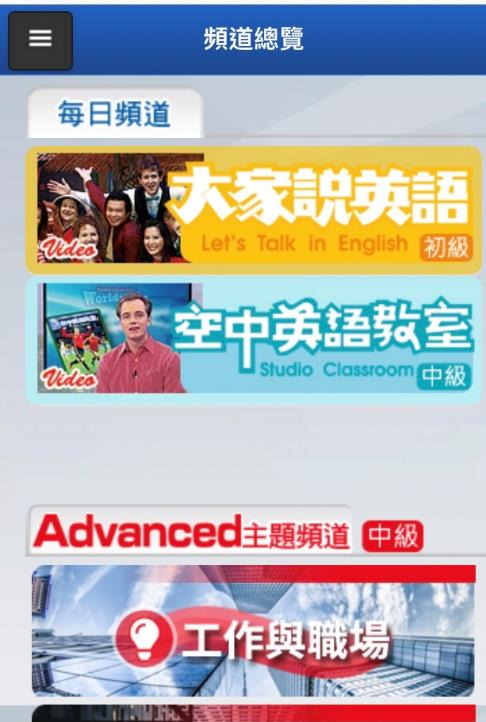 頻道總覽
每日頻道
大家說英語
Let's Talk in English 初級
Video
World
空中英語教室
Studio Classroom 中級
Video
Advanced主題頻道 中級
工作與職場